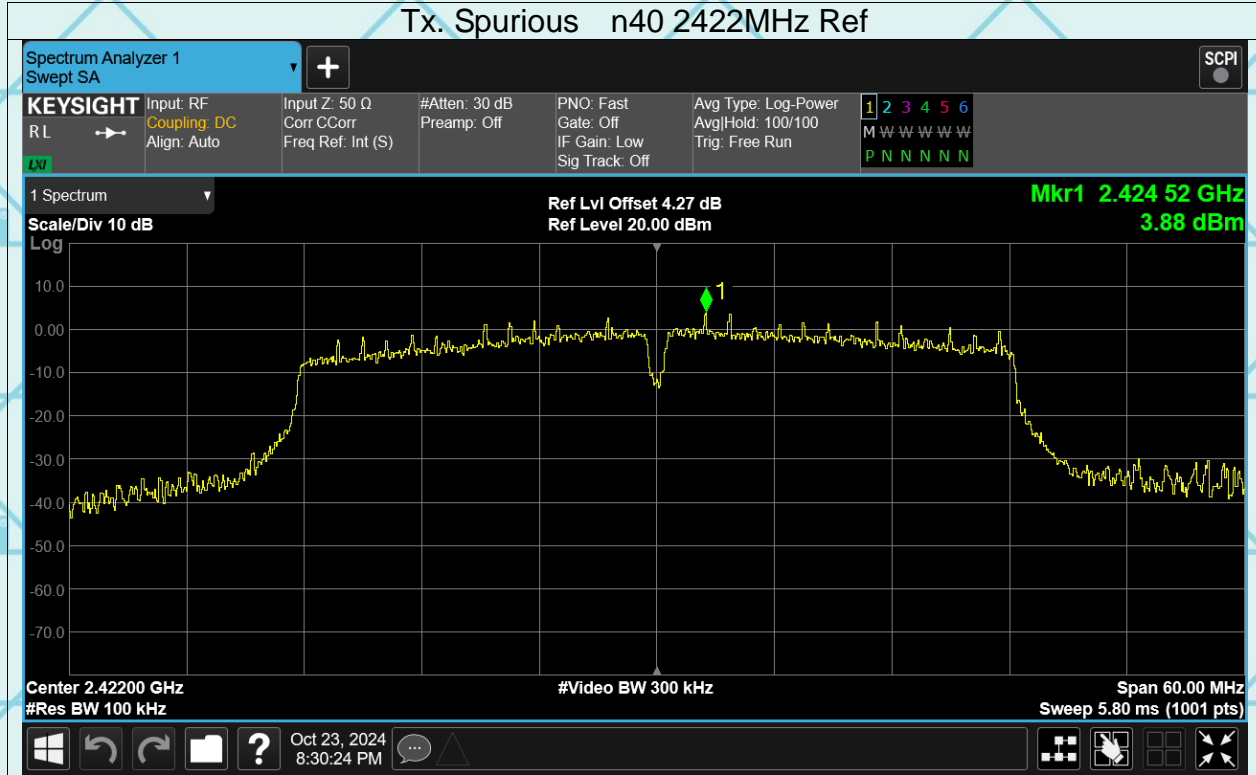 Tx. Spurious n40 2422MHz Ref
Spectrum Analyzer 1
Swept SA
SCPI
KEYSIGHT
R L
LXI
Input: RF
Coupling: DC
Align: Auto
Input Z: 50 Ω
Corr CCorr
Freq Ref: Int (S)
#Atten: 30 dB
Preamp: Off
PNO: Fast
Gate: Off
IF Gain: Low
Sig Track: Off
Avg Type: Log-Power
Avg|Hold: 100/100
Trig: Free Run
1 2 3 4 5 6
M W W W W W
P N N N N N
1 Spectrum
Scale/Div 10 dB
Ref Lvl Offset 4.27 dB
Ref Level 20.00 dBm
Mkr1 2.424 52 GHz
3.88 dBm
Log
1
10.0
0.00
-10.0
-20.0
-30.0
-40.0
-50.0
-60.0
-70.0
Center 2.42200 GHz
#Res BW 100 kHz
#Video BW 300 kHz
Span 60.00 MHz
Sweep 5.80 ms (1001 pts)
?
Oct 23, 2024
8:30:24 PM